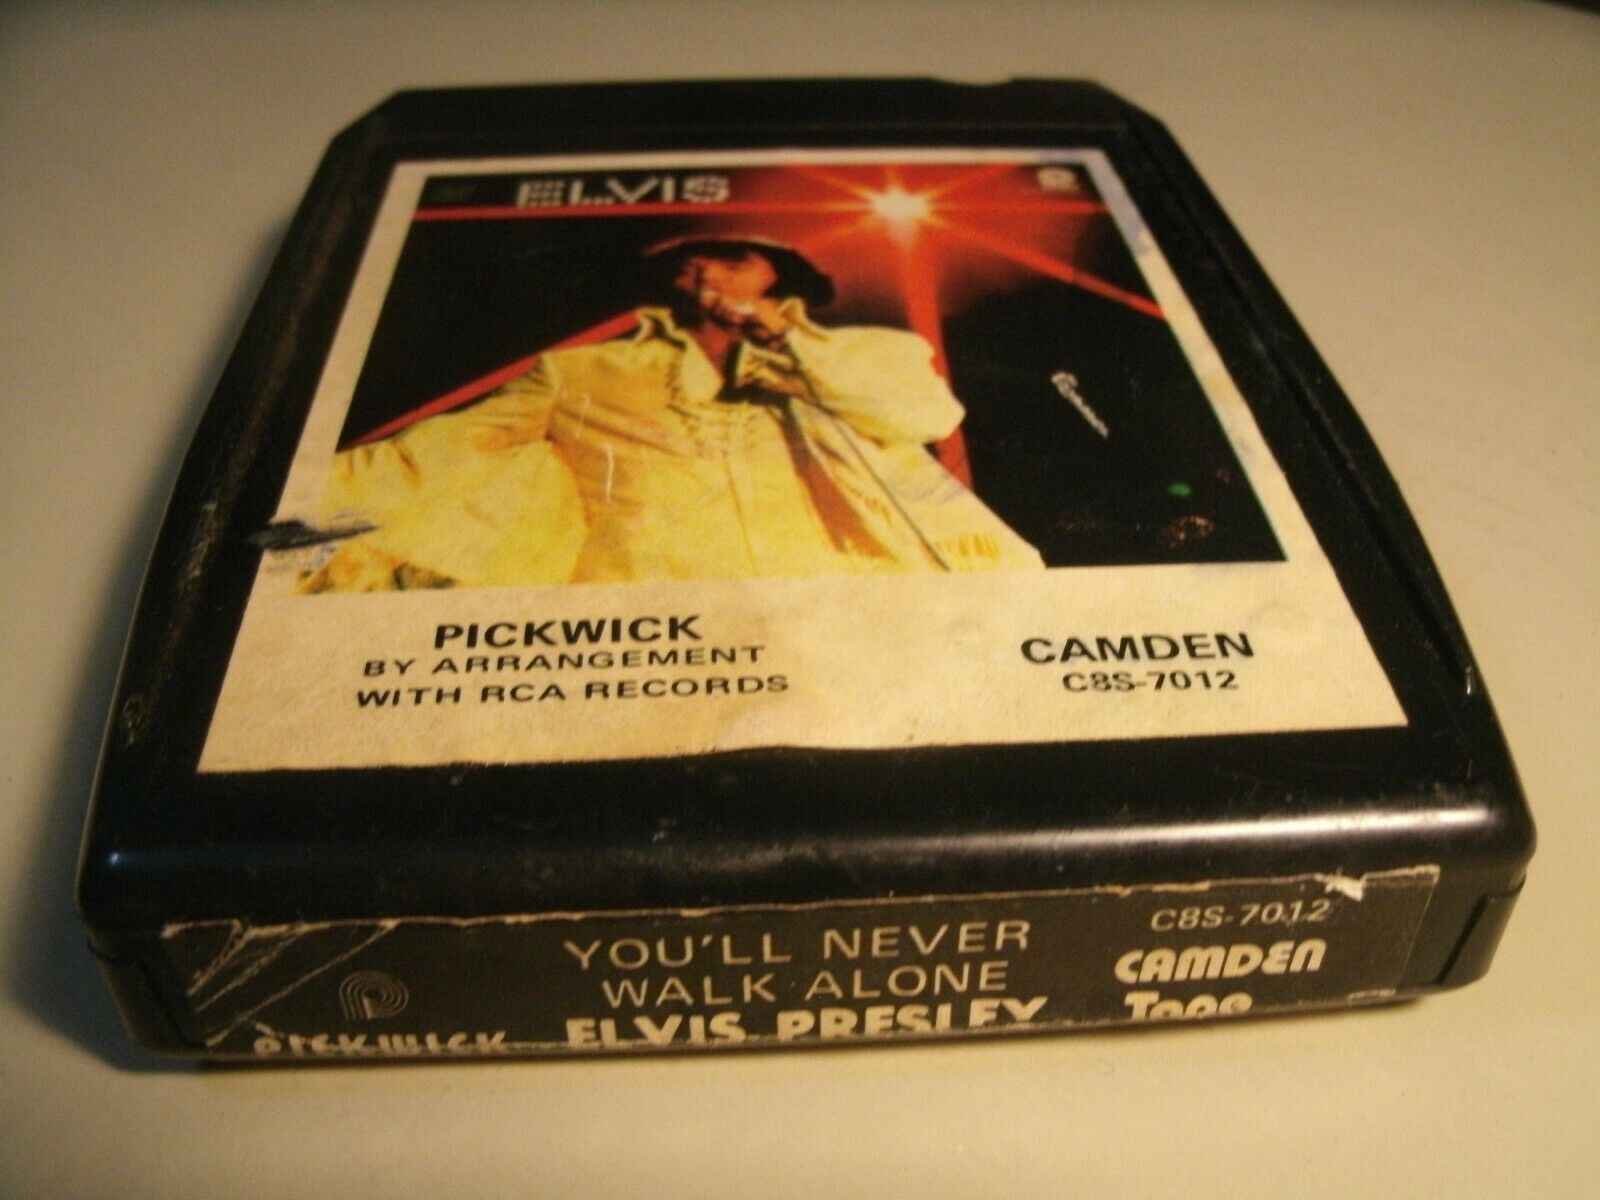 ELVIS
PICKWICK
BY ARRANGEMENT
WITH RCA RECORDS
CAMDEN
C8S-7012
YOU'LL NEVER
WALK ALONE
ELVIS PRESLEY
PICKWICK
C8S-7012
CAMDEN
Tape